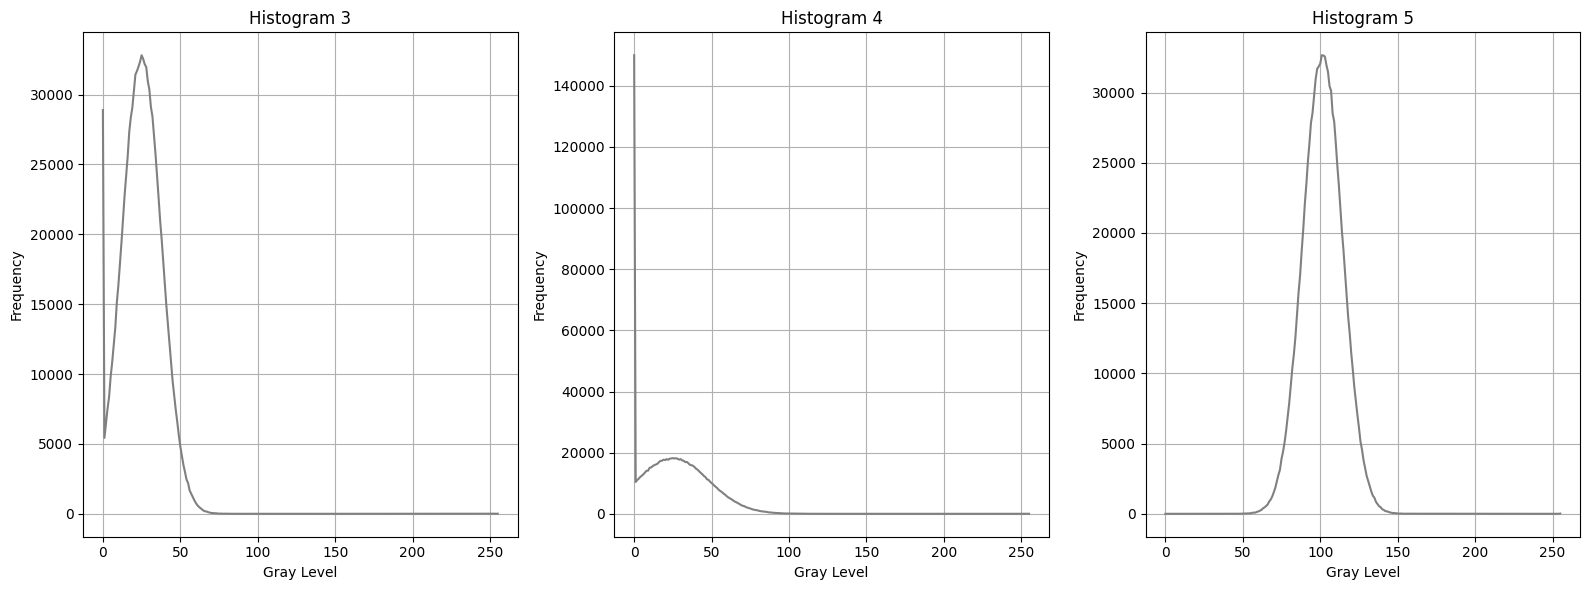 Histogram 3
Frequency
30000
25000
20000
15000
10000
5000
0
0 50 100 150 200 250
Gray Level
Histogram 4
Frequency
140000
120000
100000
80000
60000
40000
20000
0
0 50 100 150 200 250
Gray Level
Histogram 5
Frequency
30000
25000
20000
15000
10000
5000
0
0 50 100 150 200 250
Gray Level